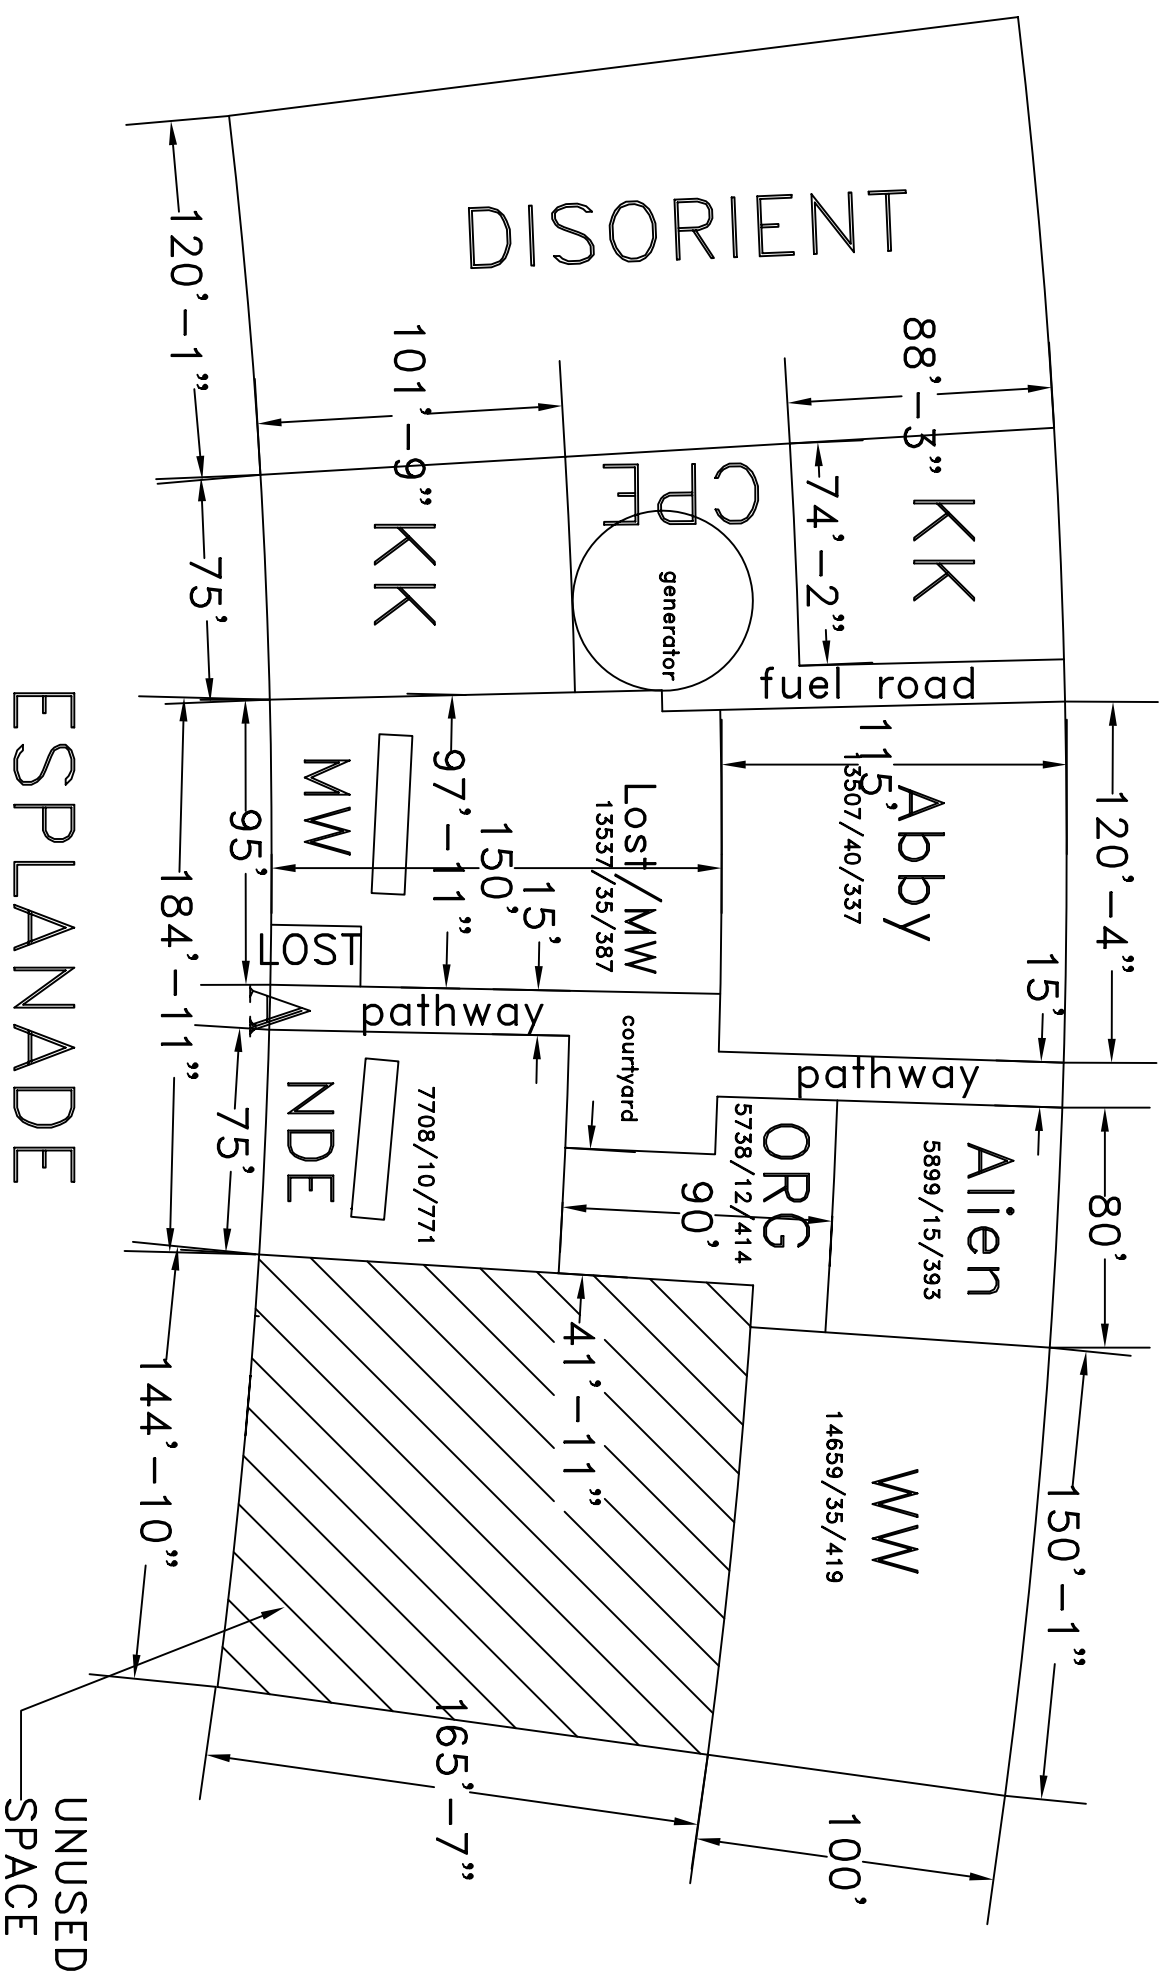 DISORIENT
120'-1"
88'-3"
101'-9"
KK
CPE
generator
74'-2"
KK
75'
fuel road
ESPLANADE
MW
95'
184'-11"
97'-11"
150'
15'
Lost/MW
13537/35/387
115'
Abby
13507/40/337
120'-4"
15'
LOST
A
pathway
courtyard
pathway
NDE
7708/10/771
75'
ORG
5738/12/414
90'
Alien
5899/15/393
80'
41'-11"
144'-10"
WW
14659/35/419
150'-1"
165'-7"
100'
UNUSED
SPACE